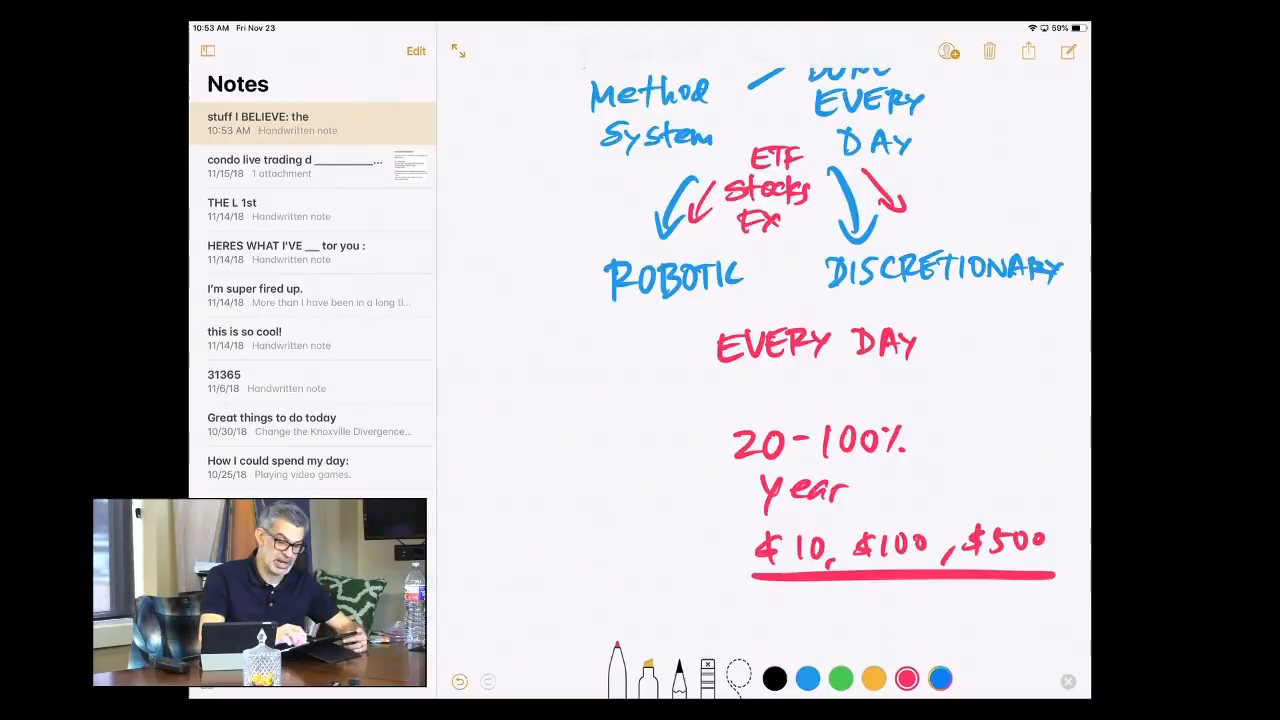 10:53 AM Fri Nov 23
59%
Edit
Notes
stuff I BELIEVE: the
10:53 AM Handwritten note
condo live trading d ___________...
11/15/18 1 attachment
THE L 1st
11/14/18 Handwritten note
HERES WHAT I'VE ___ tor you :
11/14/18 Handwritten note
I'm super fired up.
11/14/18 More than I have been in a long ti...
this is so cool!
11/14/18 Handwritten note
31365
11/6/18 Handwritten note
Great things to do today
10/30/18 Change the Knoxville Divergence...
How I could spend my day:
10/25/18 Playing video games.
Method
System
EVERY
DAY
ETF
Stocks
FX
ROBOTIC
DISCRETIONARY
EVERY DAY
20-100%
year
$10, $100, $500